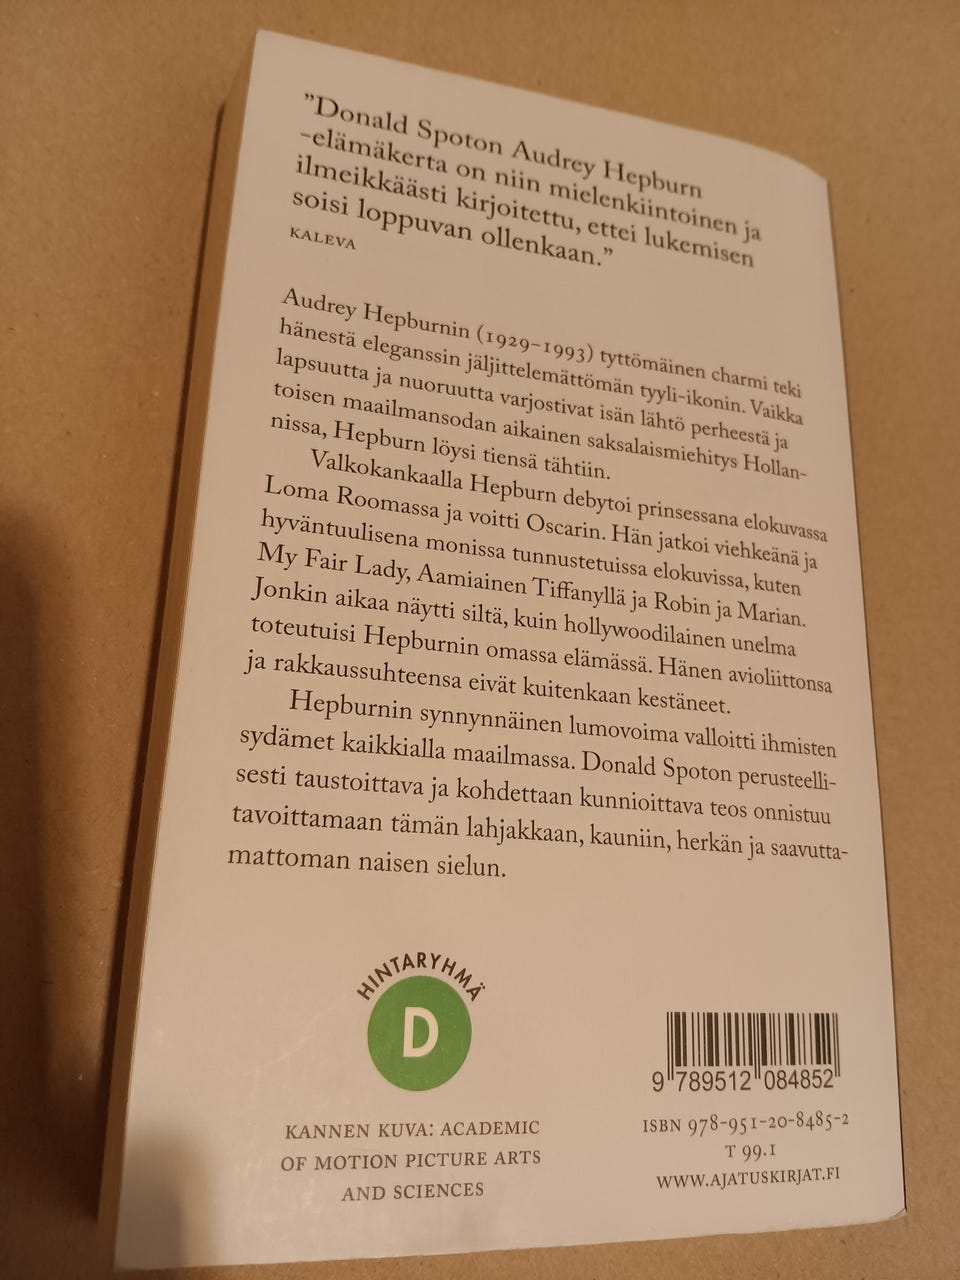 ”Donald Spoton Audrey Hepburn
-elämäkerta on niin mielenkiintoinen ja
ilmeikkäästi kirjoitettu, ettei lukemisen
soisi loppuvan ollenkaan.”
KALEVA
Audrey Hepburnin (1929–1993) tyttömäinen charmi teki
hänestä eleganssin jäljittelemättömän tyyli-ikonin. Vaikka
lapsuutta ja nuoruutta varjostivat isän lähtö perheestä ja
toisen maailmansodan aikainen saksalaismiehitys Hollan-
nissa, Hepburn löysi tiensä tähtiin.
Valkokankaalla Hepburn debytoi prinsessana elokuvassa
Loma Roomassa ja voitti Oscarin. Hän jatkoi viehkeänä ja
hyväntuulisena monissa tunnustetuissa elokuvissa, kuten
My Fair Lady, Aamiainen Tiffanyllä ja Robin ja Marian.
Jonkin aikaa näytti siltä, kuin hollywoodilainen unelma
toteutuisi Hepburnin omassa elämässä. Hänen avioliittonsa
ja rakkaussuhteensa eivät kuitenkaan kestäneet.
Hepburnin synnynnäinen lumovoima valloitti ihmisten
sydämet kaikkialla maailmassa. Donald Spoton perusteelli-
sesti taustoittava ja kohdettaan kunnioittava teos onnistuu
tavoittamaan tämän lahjakkaan, kauniin, herkän ja saavutta-
mattoman naisen sielun.
HINTARYHMÄ
D
KANNEN KUVA: ACADEMIC
OF MOTION PICTURE ARTS
AND SCIENCES
9 789512 084852
ISBN 978-951-20-8485-2
T 99.1
WWW.AJATUSKIRJAT.FI